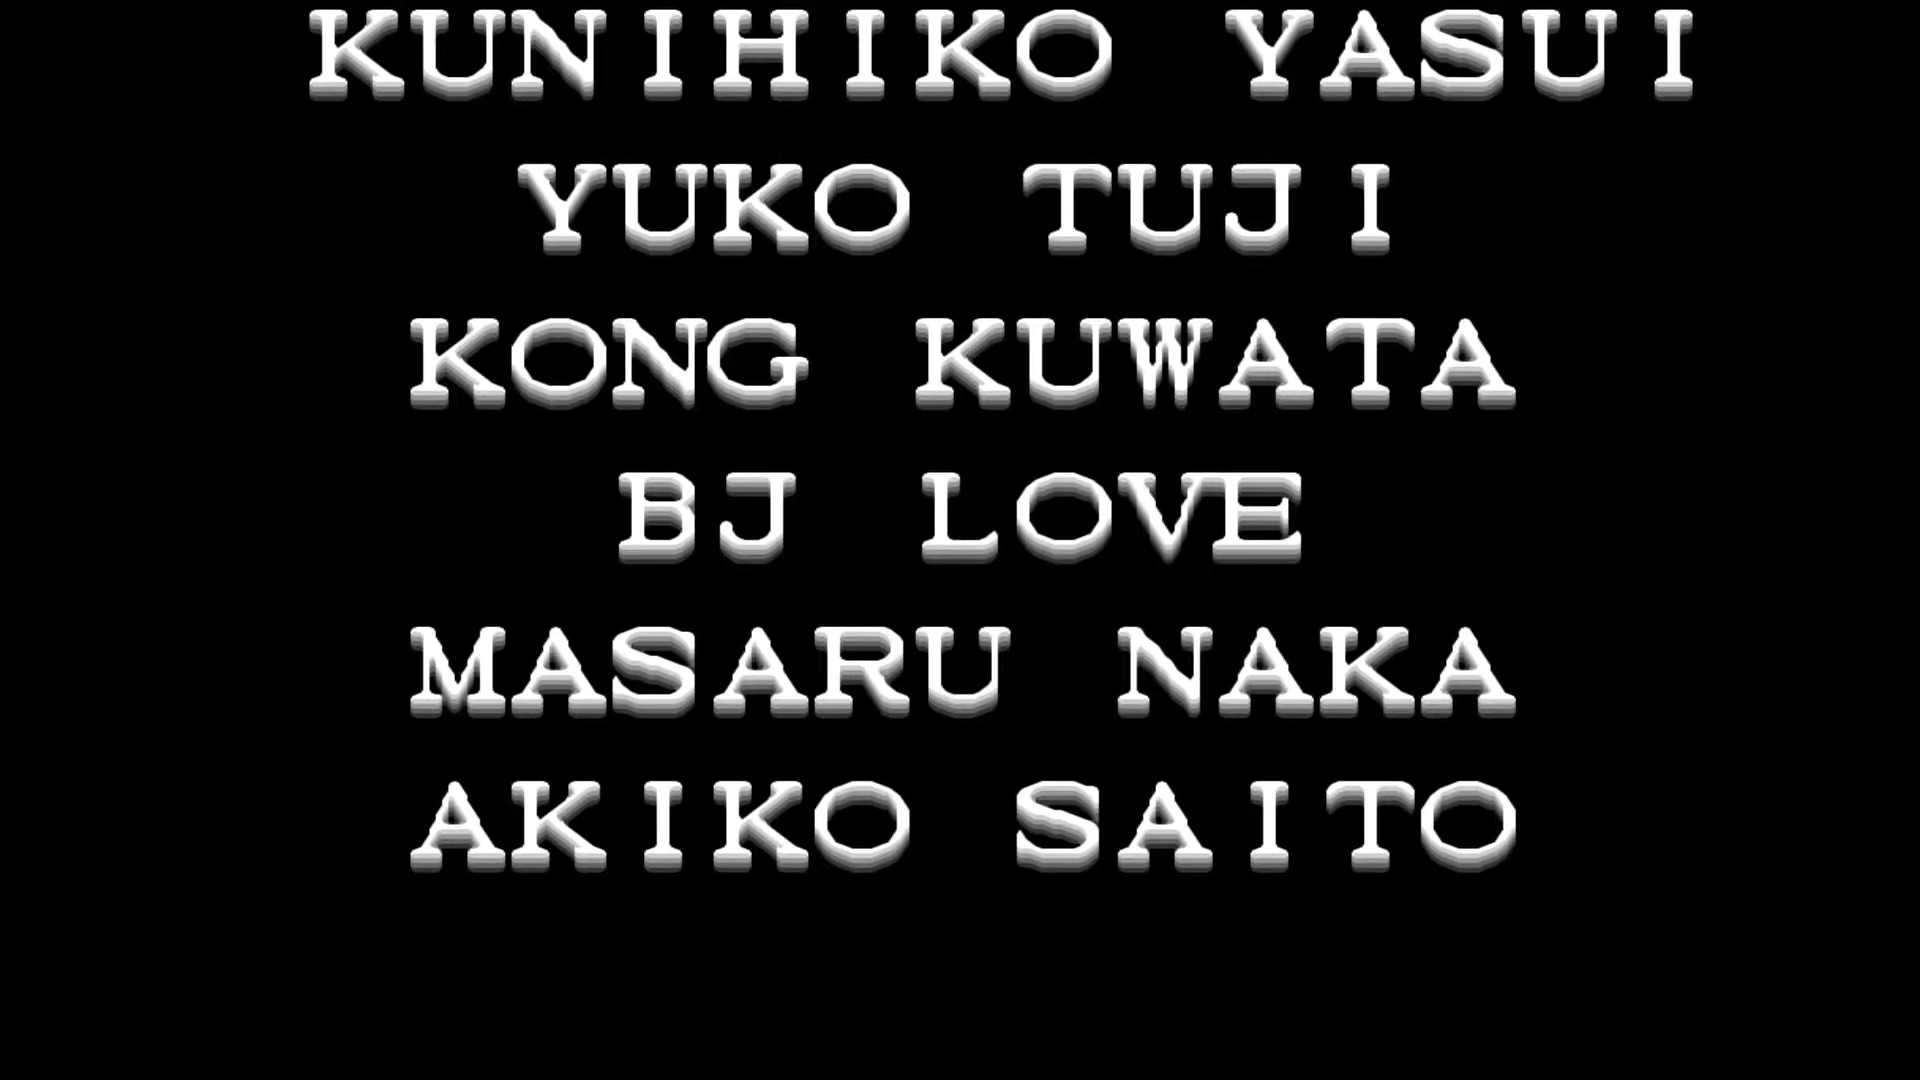 KUNIHIKO YASUI
YUKO TUJI
KONG KUWATA
BJ LOVE
MASARU NAKA
AKIKO SAITO